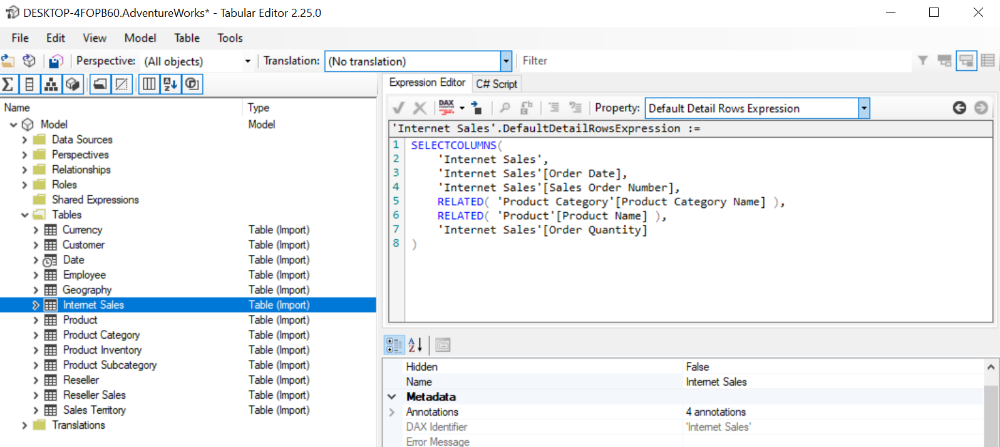 DESKTOP-4FOPB60.AdventureWorks* - Tabular Editor 2.25.0
File Edit View Model Table Tools
Perspective: (All objects) Translation: (No translation) Filter
Expression Editor C# Script
DAX Property: Default Detail Rows Expression
Name Type
'Internet Sales'.DefaultDetailRowsExpression :=
1 SELECTCOLUMNS(
2 'Internet Sales',
3 'Internet Sales'[Order Date],
4 'Internet Sales'[Sales Order Number],
5 RELATED( 'Product Category'[Product Category Name] ),
6 RELATED( 'Product'[Product Name] ),
7 'Internet Sales'[Order Quantity]
8 )
Model Model
Data Sources
Perspectives
Relationships
Roles
Shared Expressions
Tables
Currency Table (Import)
Customer Table (Import)
Date Table (Import)
Employee Table (Import)
Geography Table (Import)
Internet Sales Table (Import)
Product Table (Import)
Product Category Table (Import)
Product Inventory Table (Import)
Product Subcategory Table (Import)
Reseller Table (Import)
Reseller Sales Table (Import)
Sales Territory Table (Import)
Translations
Hidden False
Name Internet Sales
Metadata
Annotations 4 annotations
DAX Identifier 'Internet Sales'
Error Message